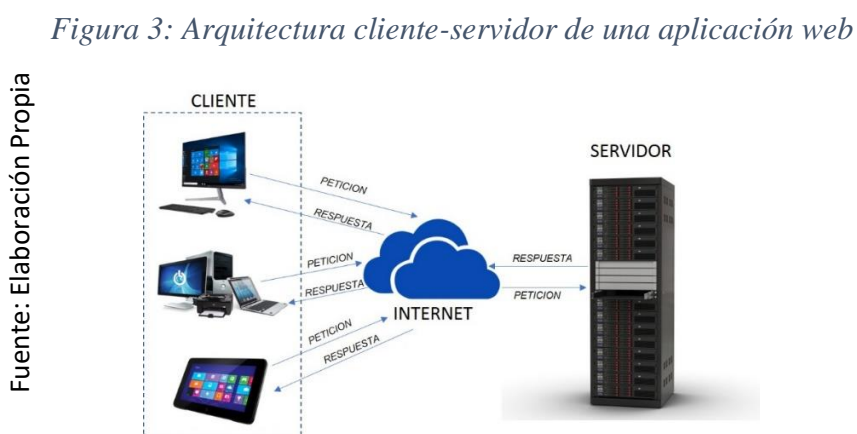 Figura 3: Arquitectura cliente-servidor de una aplicación web
Fuente: Elaboración Propia
CLIENTE
SERVIDOR
PETICION
RESPUESTA
PETICION
RESPUESTA
PETICION
RESPUESTA
INTERNET
RESPUESTA
PETICION